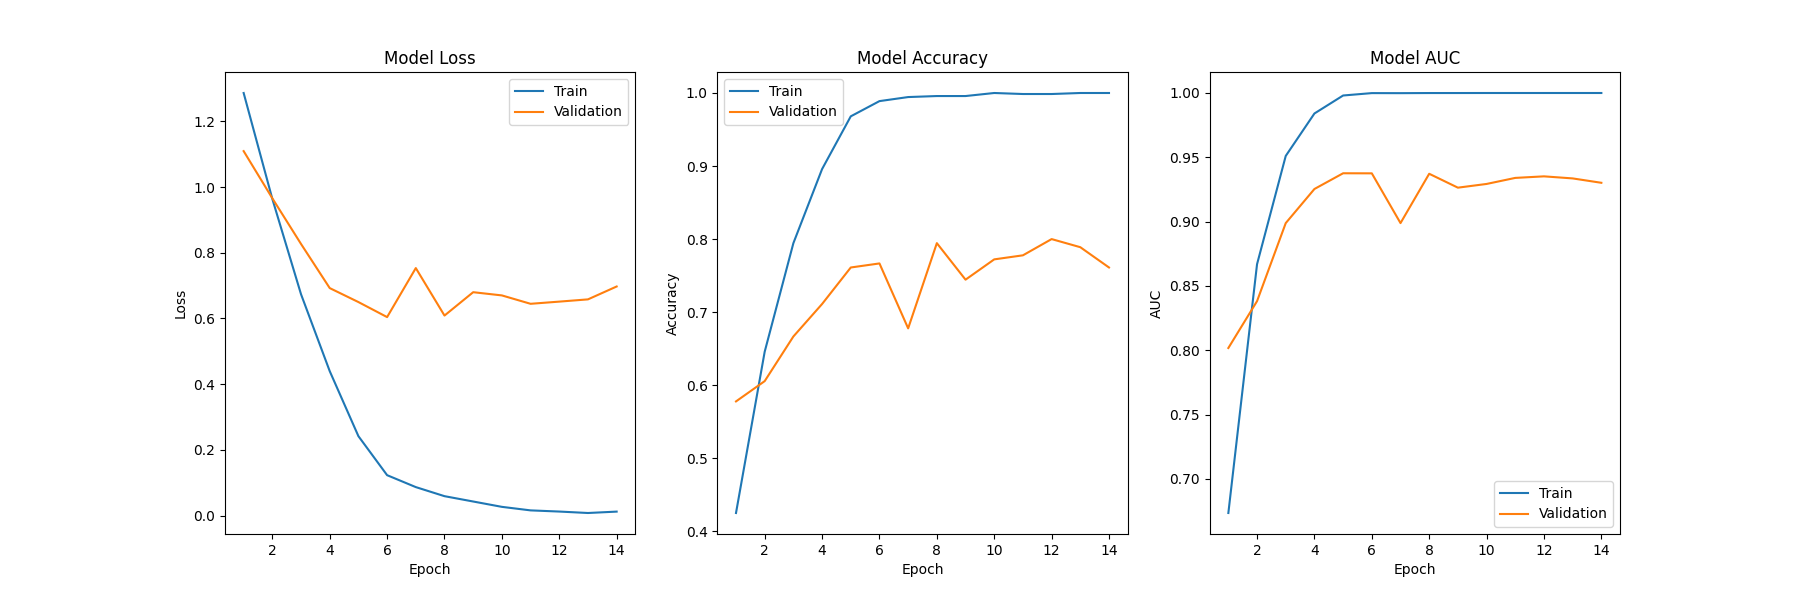 Model Loss
Train
Validation
1.2
1.0
0.8
0.6
0.4
0.2
0.0
Loss
2 4 6 8 10 12 14
Epoch
Model Accuracy
Train
Validation
1.0
0.9
0.8
0.7
0.6
0.5
0.4
Accuracy
2 4 6 8 10 12 14
Epoch
Model AUC
1.00
0.95
0.90
0.85
0.80
0.75
0.70
AUC
Train
Validation
2 4 6 8 10 12 14
Epoch